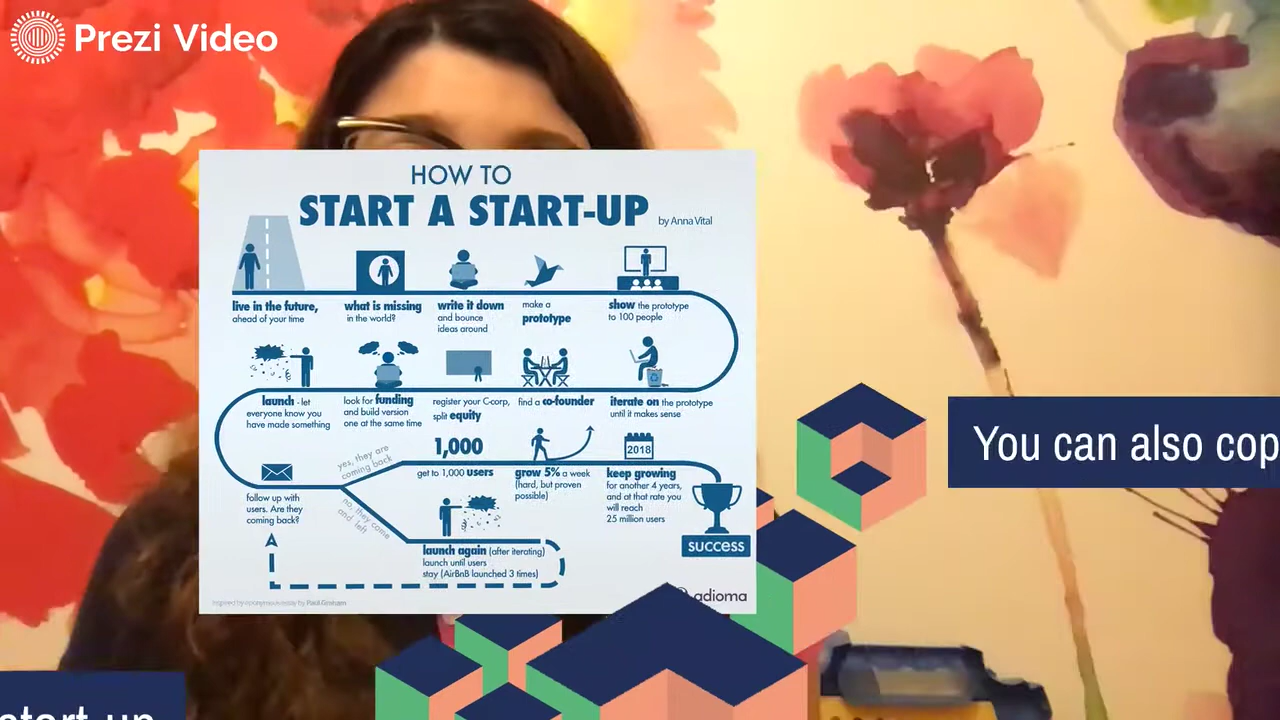 Prezi Video
HOW TO
START A START-UP
by Anna Vital
live in the future,
ahead of your time
what is missing
in the world?
write it down
and bounce
ideas around
make a
prototype
show the prototype
to 100 people
launch - let
everyone know you
have made something
look for funding
and build version
one at the same time
register your C-corp,
split equity
find a co-founder
iterate on the prototype
until it makes sense
yes, they are
coming back
1,000
get to 1,000 users
grow 5% a week
(hard, but proven
possible)
2018
keep growing
for another 4 years,
and at that rate you
will reach
25 million users
follow up with
users. Are they
coming back?
no, they come
and left
launch again (after iterating)
launch until users
stay (AirBnB launched 3 times)
success
adioma
You can also cop
start-up